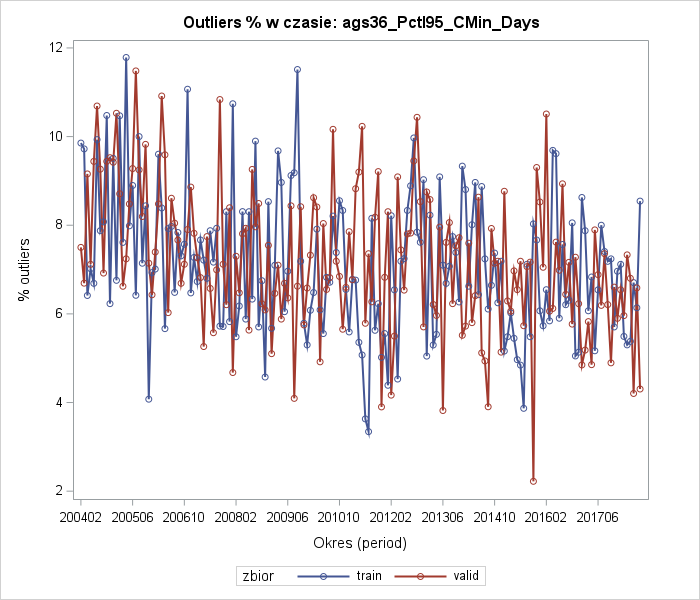 Outliers % w czasie: ags36_Pctl95_CMin_Days
12
10
8
6
4
2
% outliers
200402 200506 200610 200802 200906 201010 201202 201306 201410 201602 201706
Okres (period)
zbior train valid